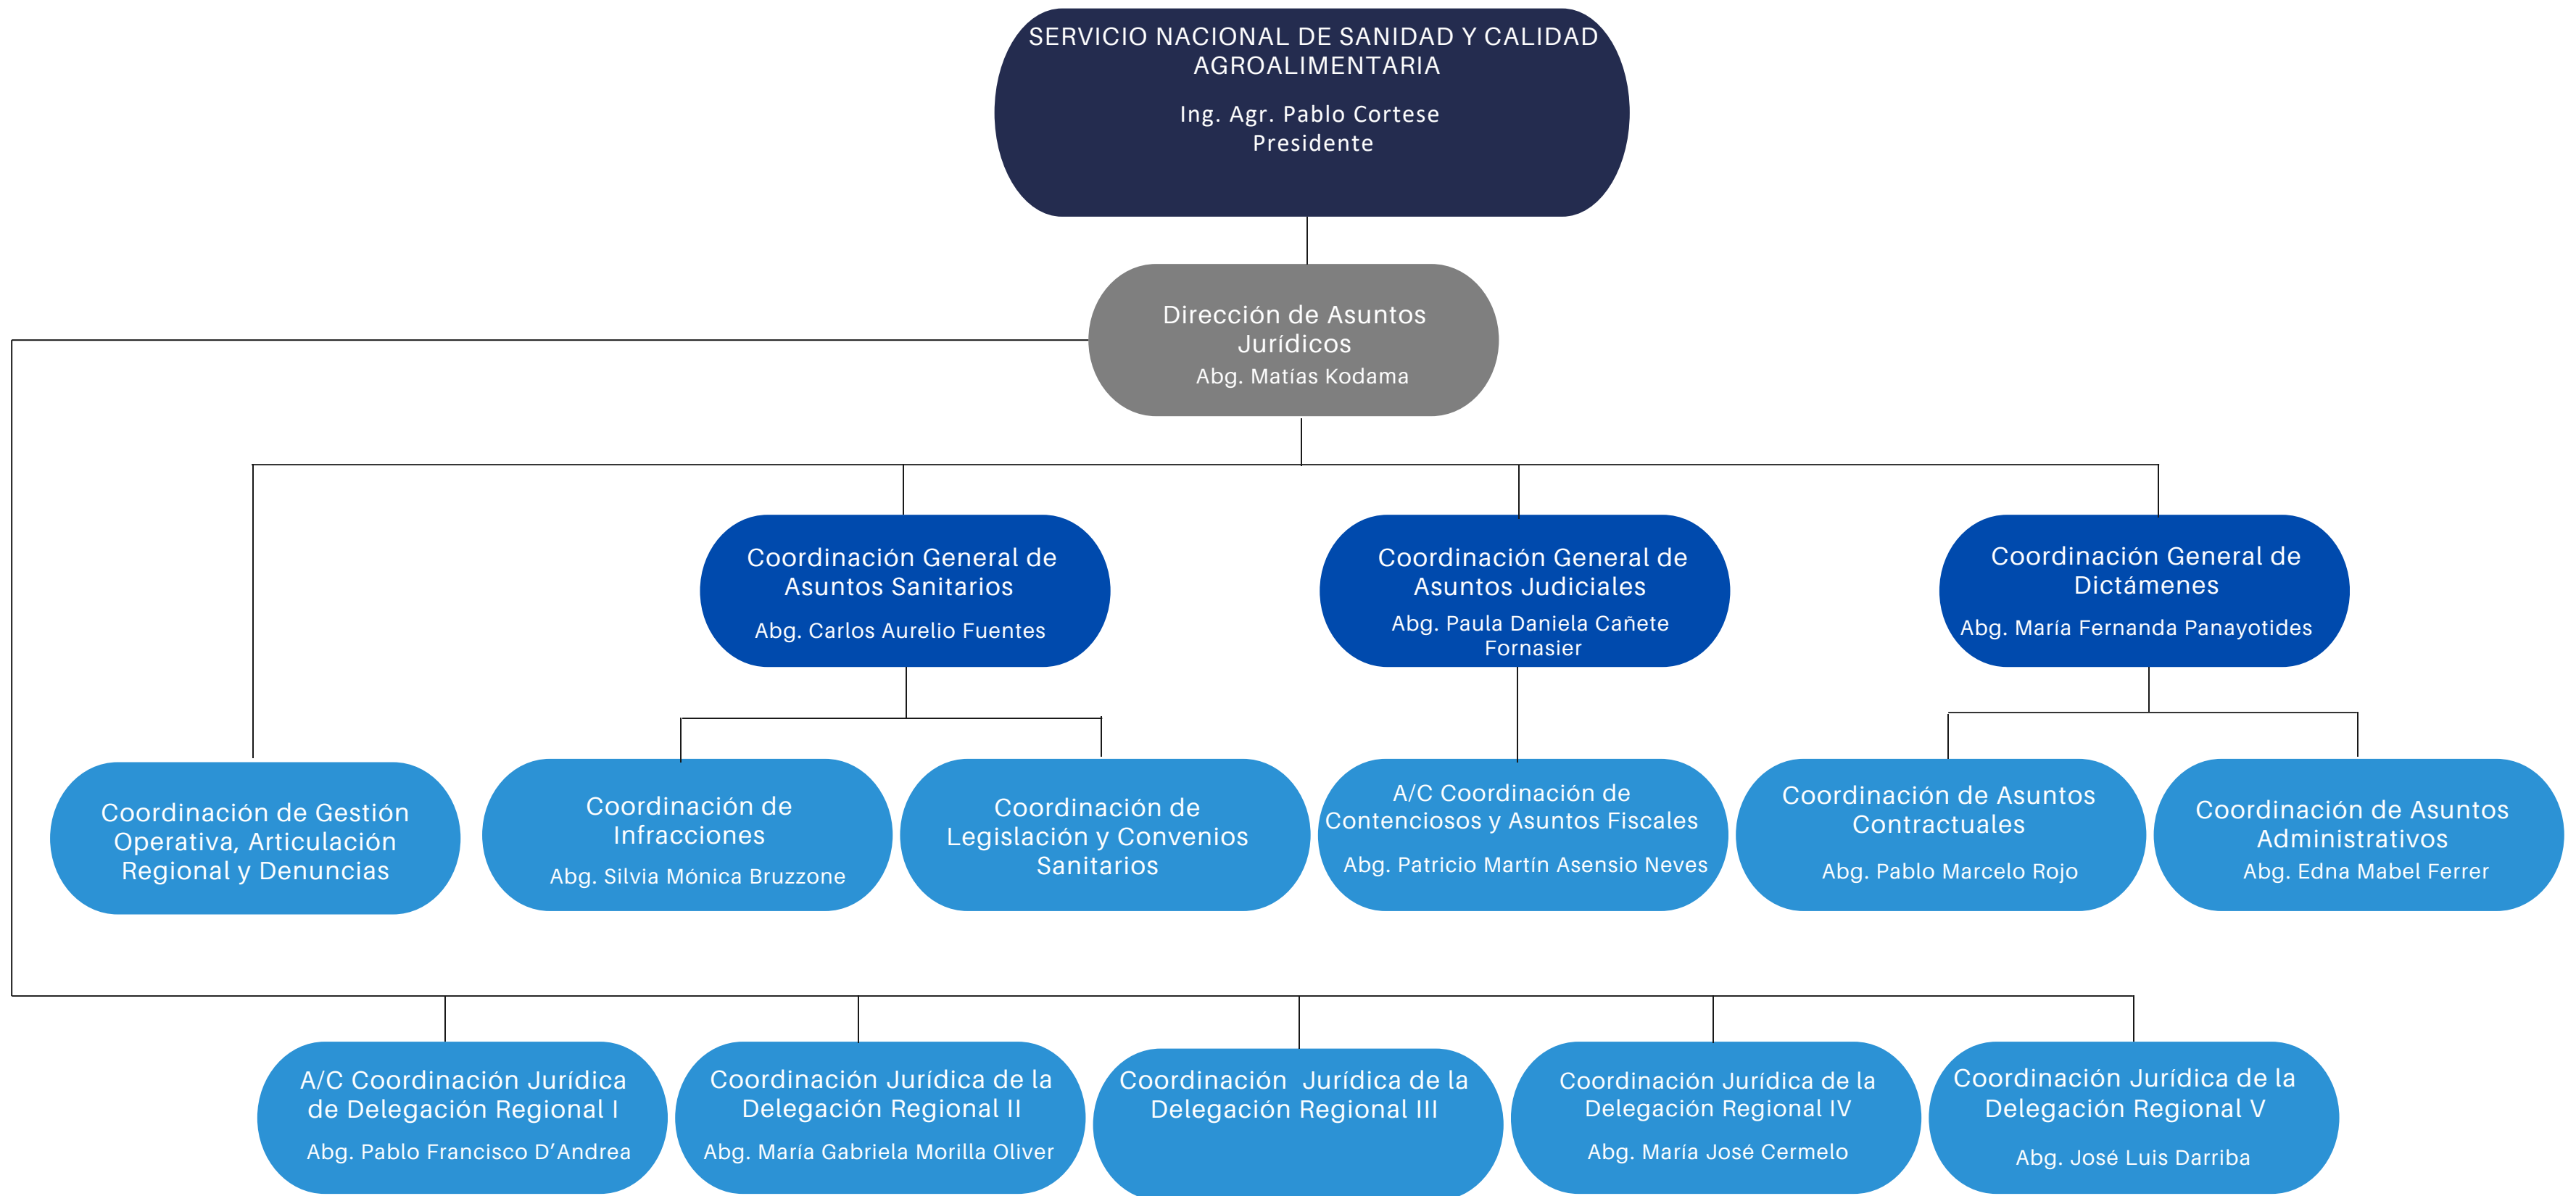 SERVICIO NACIONAL DE SANIDAD Y CALIDAD
AGROALIMENTARIA
Ing. Agr. Pablo Cortese
Presidente
Dirección de Asuntos
Jurídicos
Abg. Matías Kodama
Coordinación General de
Asuntos Sanitarios
Abg. Carlos Aurelio Fuentes
Coordinación General de
Asuntos Judiciales
Abg. Paula Daniela Cañete
Fornasier
Coordinación General de
Dictámenes
Abg. María Fernanda Panayotides
Coordinación de Gestión
Operativa, Articulación
Regional y Denuncias
Coordinación de
Infracciones
Abg. Silvia Mónica Bruzzone
Coordinación de
Legislación y Convenios
Sanitarios
A/C Coordinación de
Contenciosos y Asuntos Fiscales
Abg. Patricio Martín Asensio Neves
Coordinación de Asuntos
Contractuales
Abg. Pablo Marcelo Rojo
Coordinación de Asuntos
Administrativos
Abg. Edna Mabel Ferrer
A/C Coordinación Jurídica
de Delegación Regional I
Abg. Pablo Francisco D’Andrea
Coordinación Jurídica de la
Delegación Regional II
Abg. María Gabriela Morilla Oliver
Coordinación Jurídica de la
Delegación Regional III
Coordinación Jurídica de la
Delegación Regional IV
Abg. María José Cermelo
Coordinación Jurídica de la
Delegación Regional V
Abg. José Luis Darriba